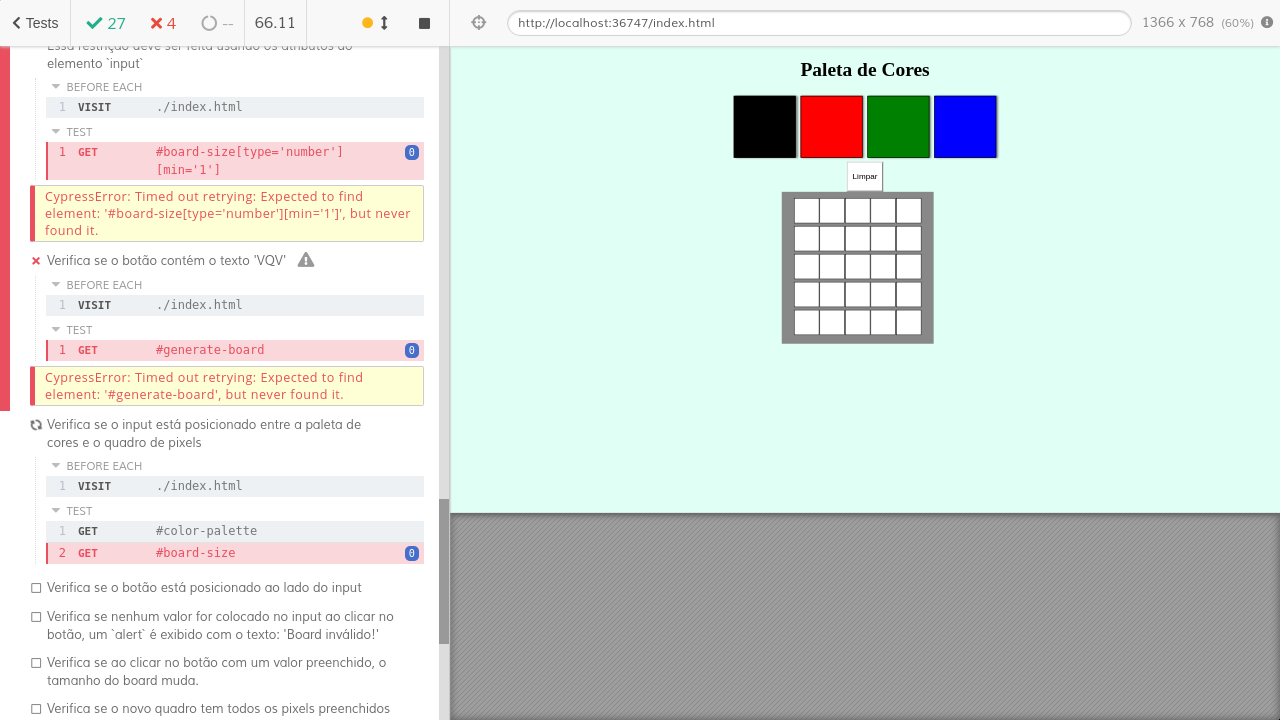 Tests
27
4
--
66.11
http://localhost:36747/index.html
1366 x 768 (60%)
Essa restrição deve ser feita usando os atributos do
elemento `input`
BEFORE EACH
1 VISIT ./index.html
TEST
1 GET #board-size[type='number']
[min='1'] 0
CypressError: Timed out retrying: Expected to find
element: '#board-size[type='number'][min='1']', but never
found it.
Verifica se o botão contém o texto 'VQV'
BEFORE EACH
1 VISIT ./index.html
TEST
1 GET #generate-board 0
CypressError: Timed out retrying: Expected to find
element: '#generate-board', but never found it.
Verifica se o input está posicionado entre a paleta de
cores e o quadro de pixels
BEFORE EACH
1 VISIT ./index.html
TEST
1 GET #color-palette
2 GET #board-size 0
Verifica se o botão está posicionado ao lado do input
Verifica se nenhum valor for colocado no input ao clicar no
botão, um `alert` é exibido com o texto: 'Board inválido!'
Verifica se ao clicar no botão com um valor preenchido, o
tamanho do board muda.
Verifica se o novo quadro tem todos os pixels preenchidos
Paleta de Cores
Limpar